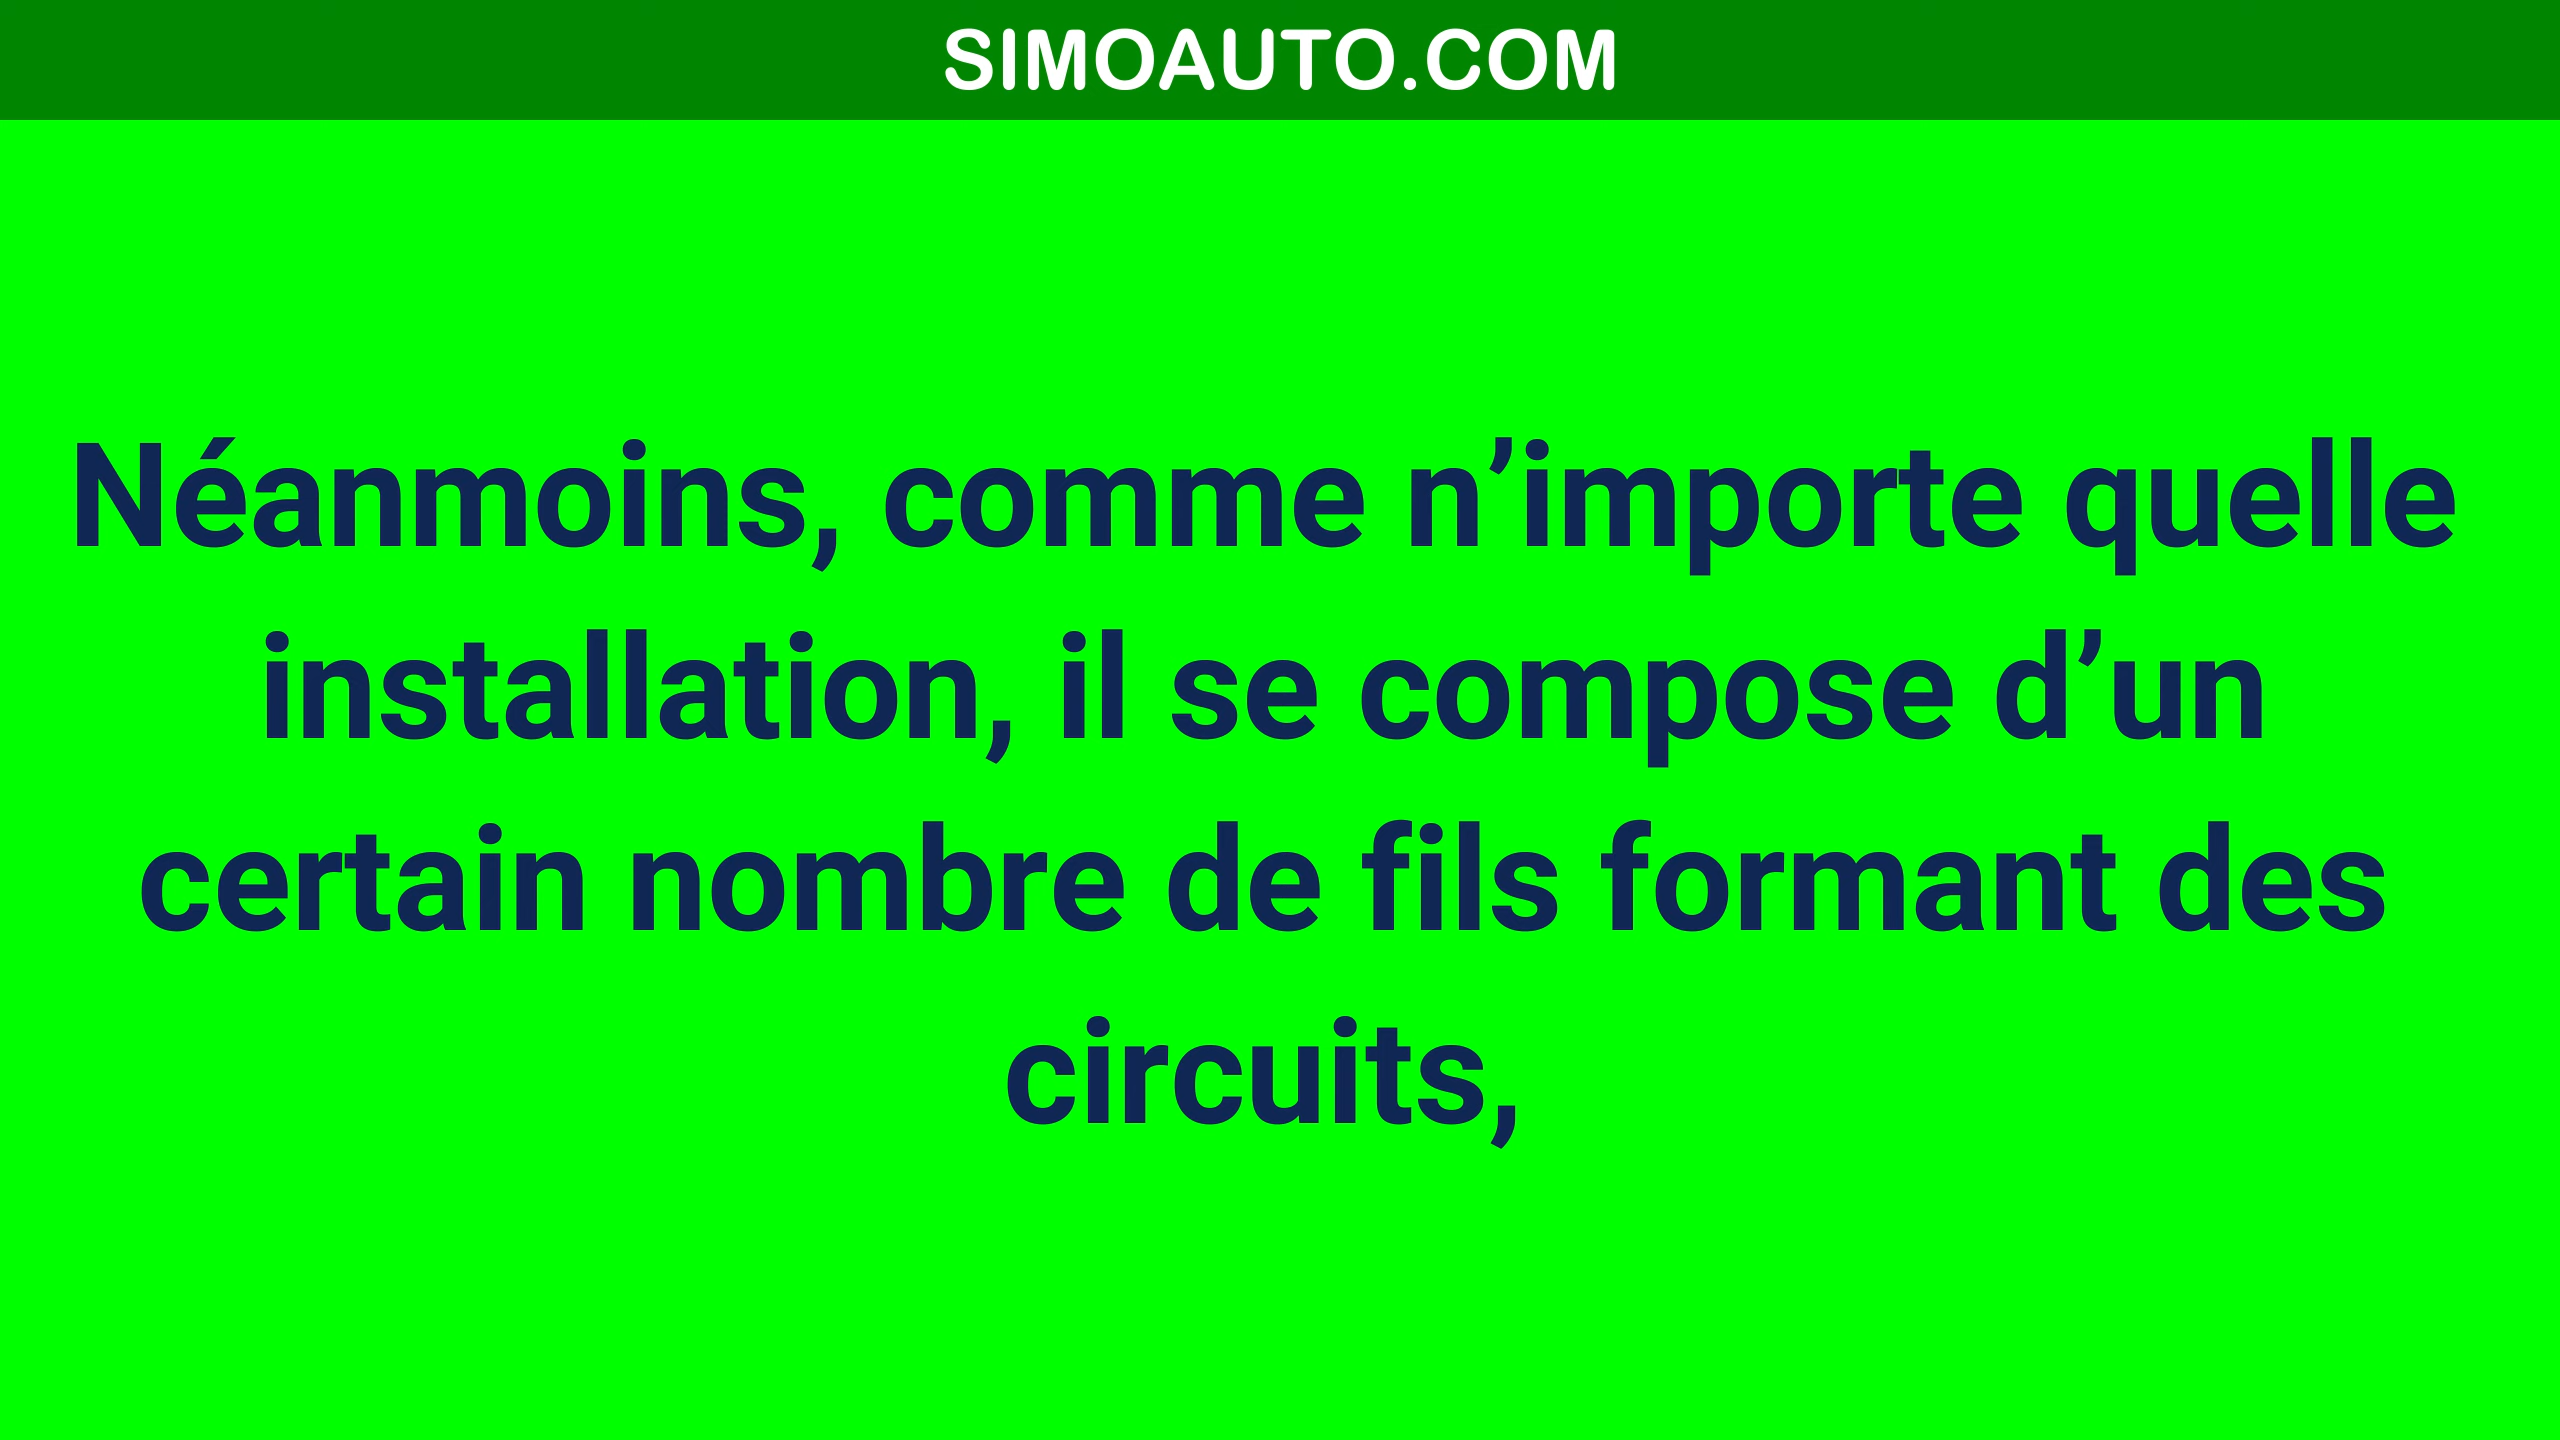 SIMOAUTO.COM
Néanmoins, comme n’importe quelle
installation, il se compose d’un
certain nombre de fils formant des
circuits,